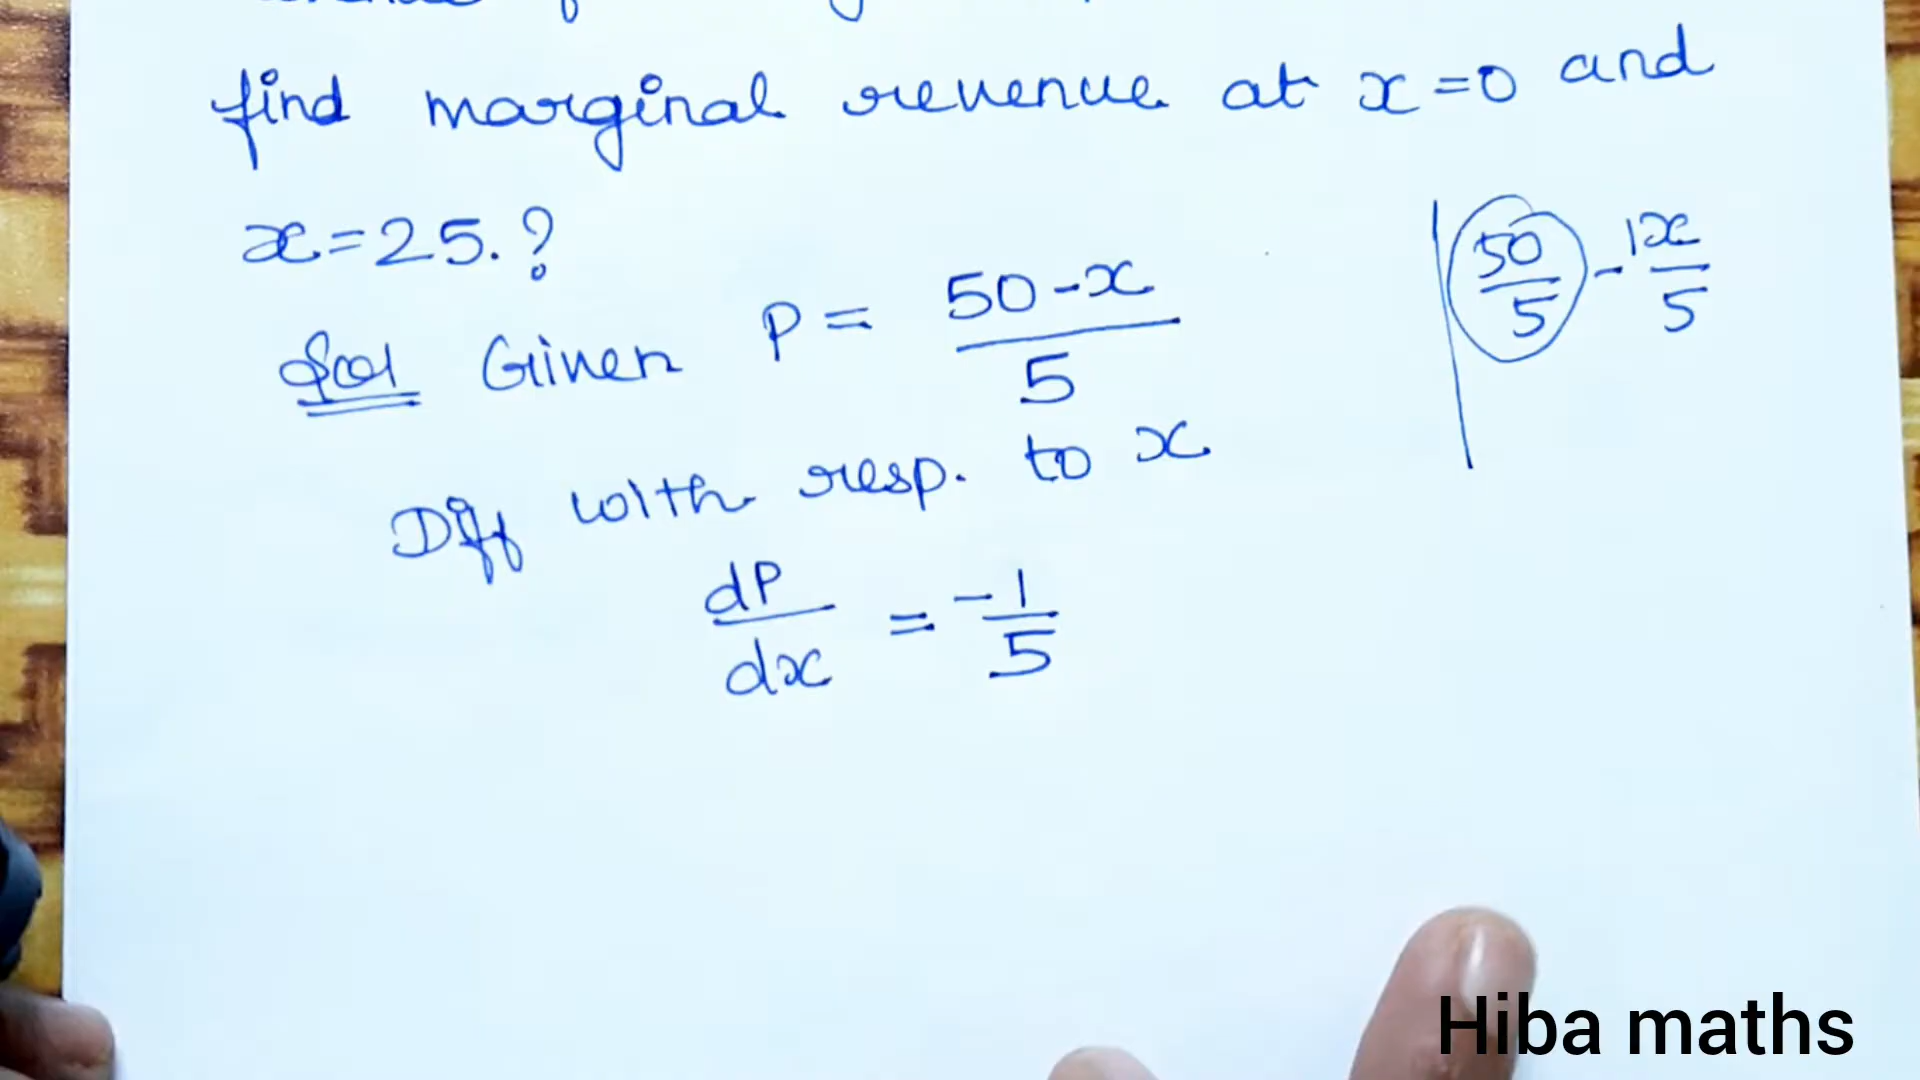 find marginal revenue at x=0 and
x=25.?
Sol Given P = 50-x/5
50/5 - 1x/5
Diff with resp. to x
dP/dx = -1/5
Hiba maths